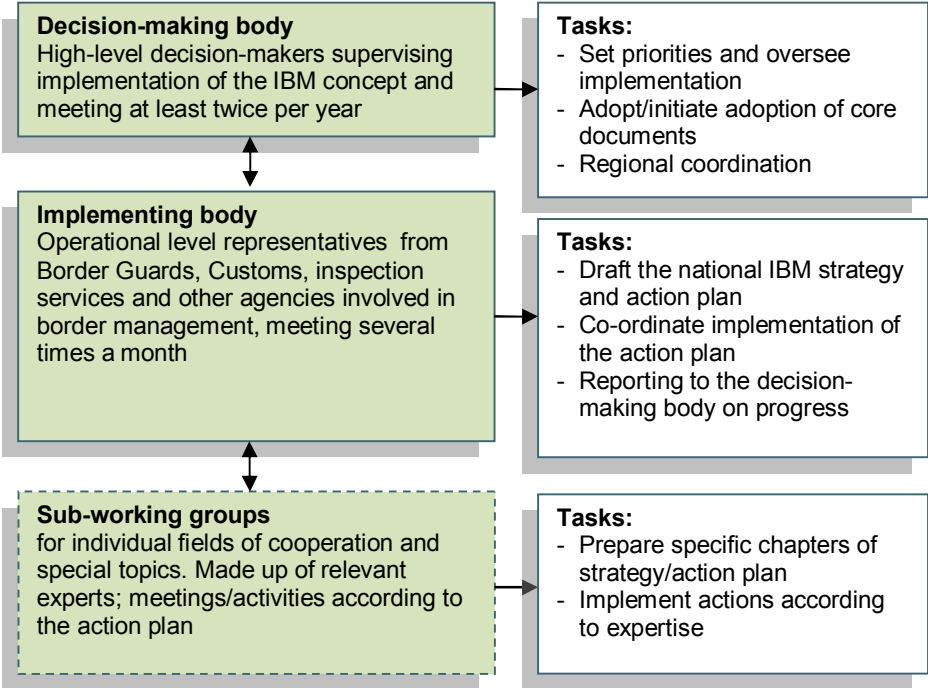 Decision-making body
High-level decision-makers supervising
implementation of the IBM concept and
meeting at least twice per year
Tasks:
- Set priorities and oversee
implementation
- Adopt/initiate adoption of core
documents
- Regional coordination
Implementing body
Operational level representatives from
Border Guards, Customs, inspection
services and other agencies involved in
border management, meeting several
times a month
Tasks:
- Draft the national IBM strategy
and action plan
- Co-ordinate implementation of
the action plan
- Reporting to the decision-
making body on progress
Sub-working groups
for individual fields of cooperation and
special topics. Made up of relevant
experts; meetings/activities according to
the action plan
Tasks:
- Prepare specific chapters of
strategy/action plan
- Implement actions according
to expertise